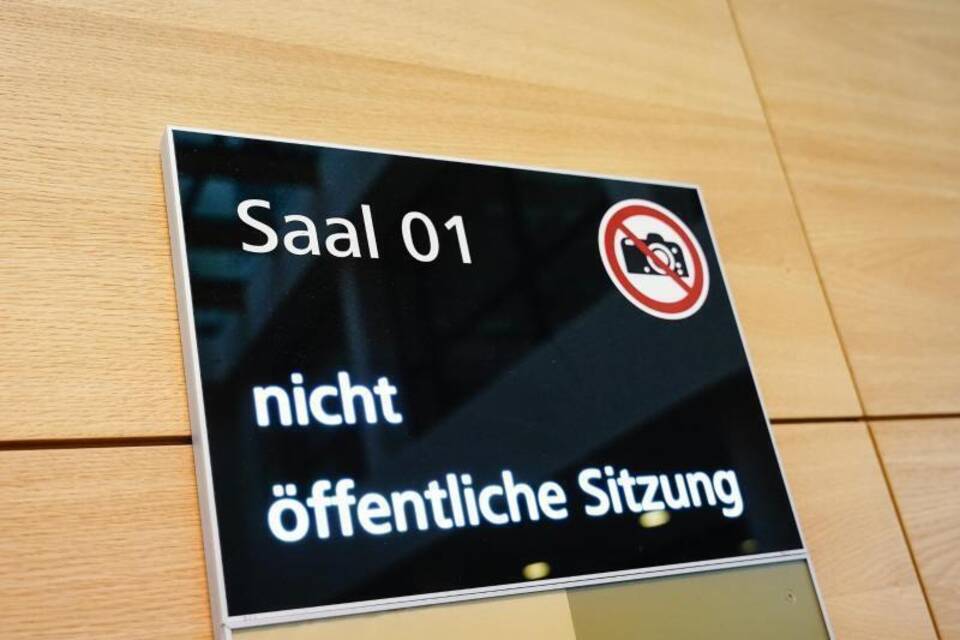 Saal 01
nicht
öffentliche Sitzung